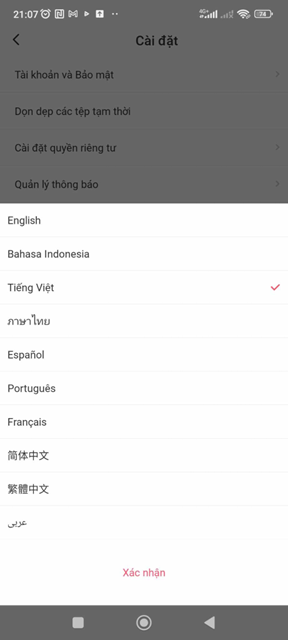 21:07
4G+
74
Cài đặt
Tài khoản và Bảo mật
Dọn dẹp các tệp tạm thời
Cài đặt quyền riêng tư
Quản lý thông báo
English
Bahasa Indonesia
Tiếng Việt
ภาษาไทย
Español
Português
Français
简体中文
繁體中文
عربى
Xác nhận